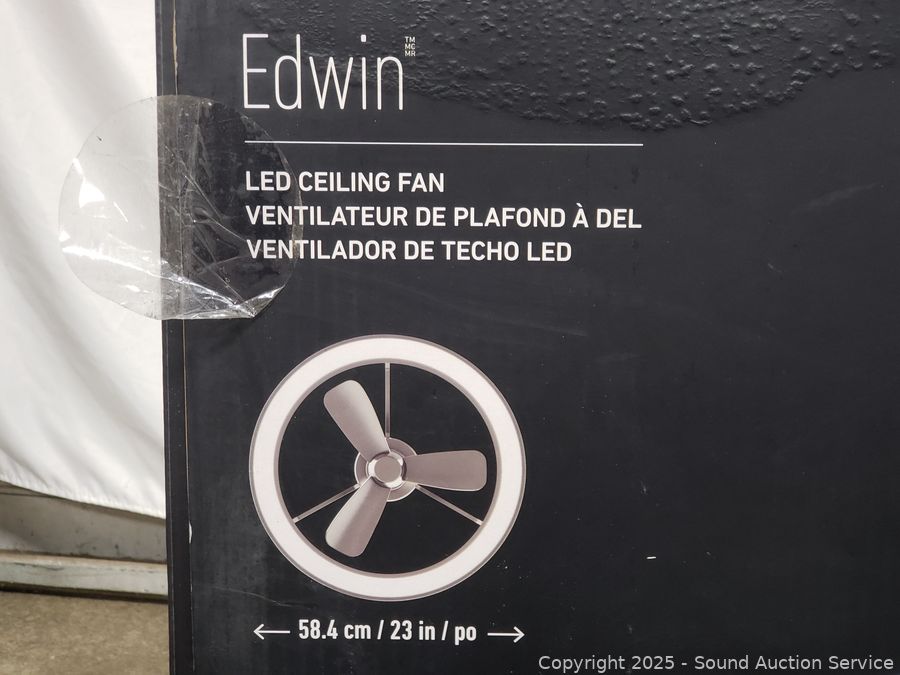 Edwin
TM
MC
MR
LED CEILING FAN
VENTILATEUR DE PLAFOND À DEL
VENTILADOR DE TECHO LED
58.4 cm / 23 in / po
Copyright 2025 - Sound Auction Service